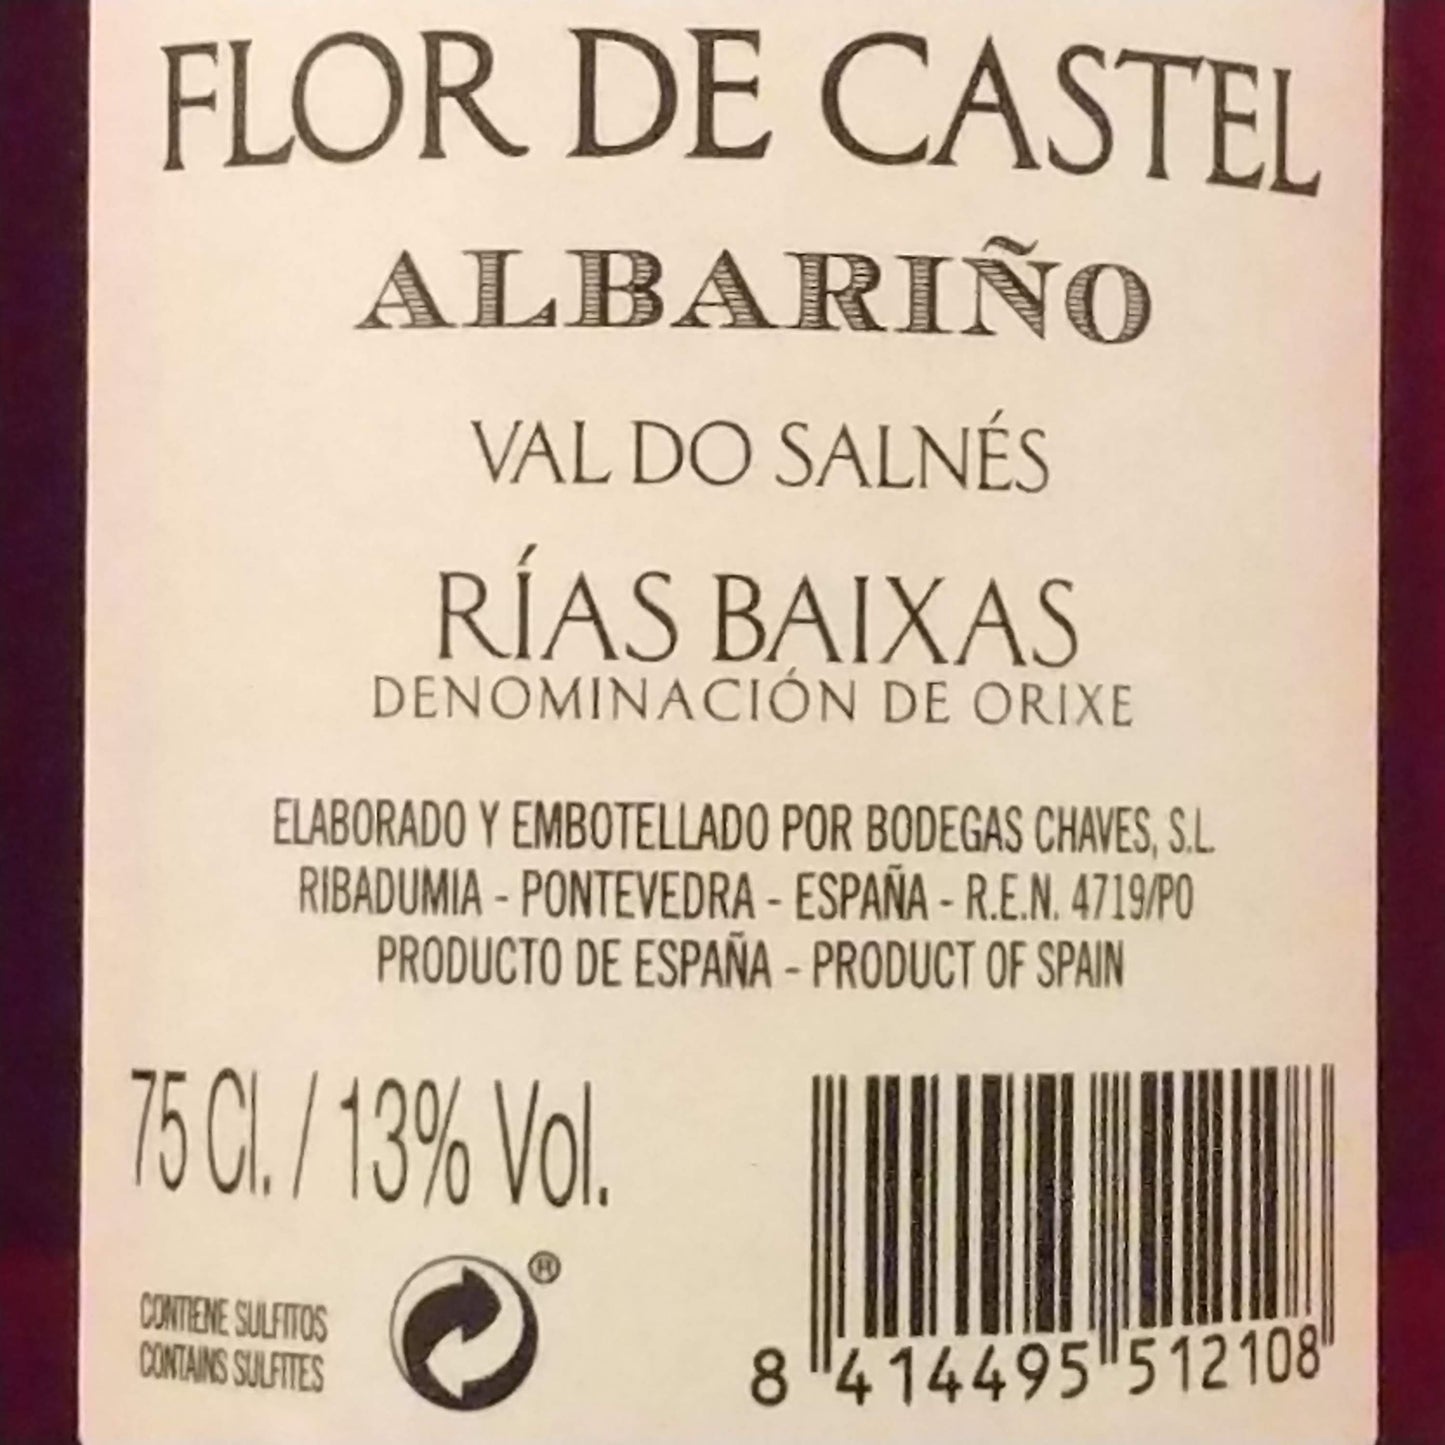 FLOR DE CASTEL
ALBARIÑO
VAL DO SALNÉS
RÍAS BAIXAS
DENOMINACIÓN DE ORIXE
ELABORADO Y EMBOTELLADO POR BODEGAS CHAVES, S.L.
RIBADUMIA - PONTEVEDRA - ESPAÑA - R.E.N. 4719/PO
PRODUCTO DE ESPAÑA - PRODUCT OF SPAIN
75 Cl. / 13% Vol.
CONTIENE SULFITOS
CONTAINS SULFITES
®
8 414495 512108